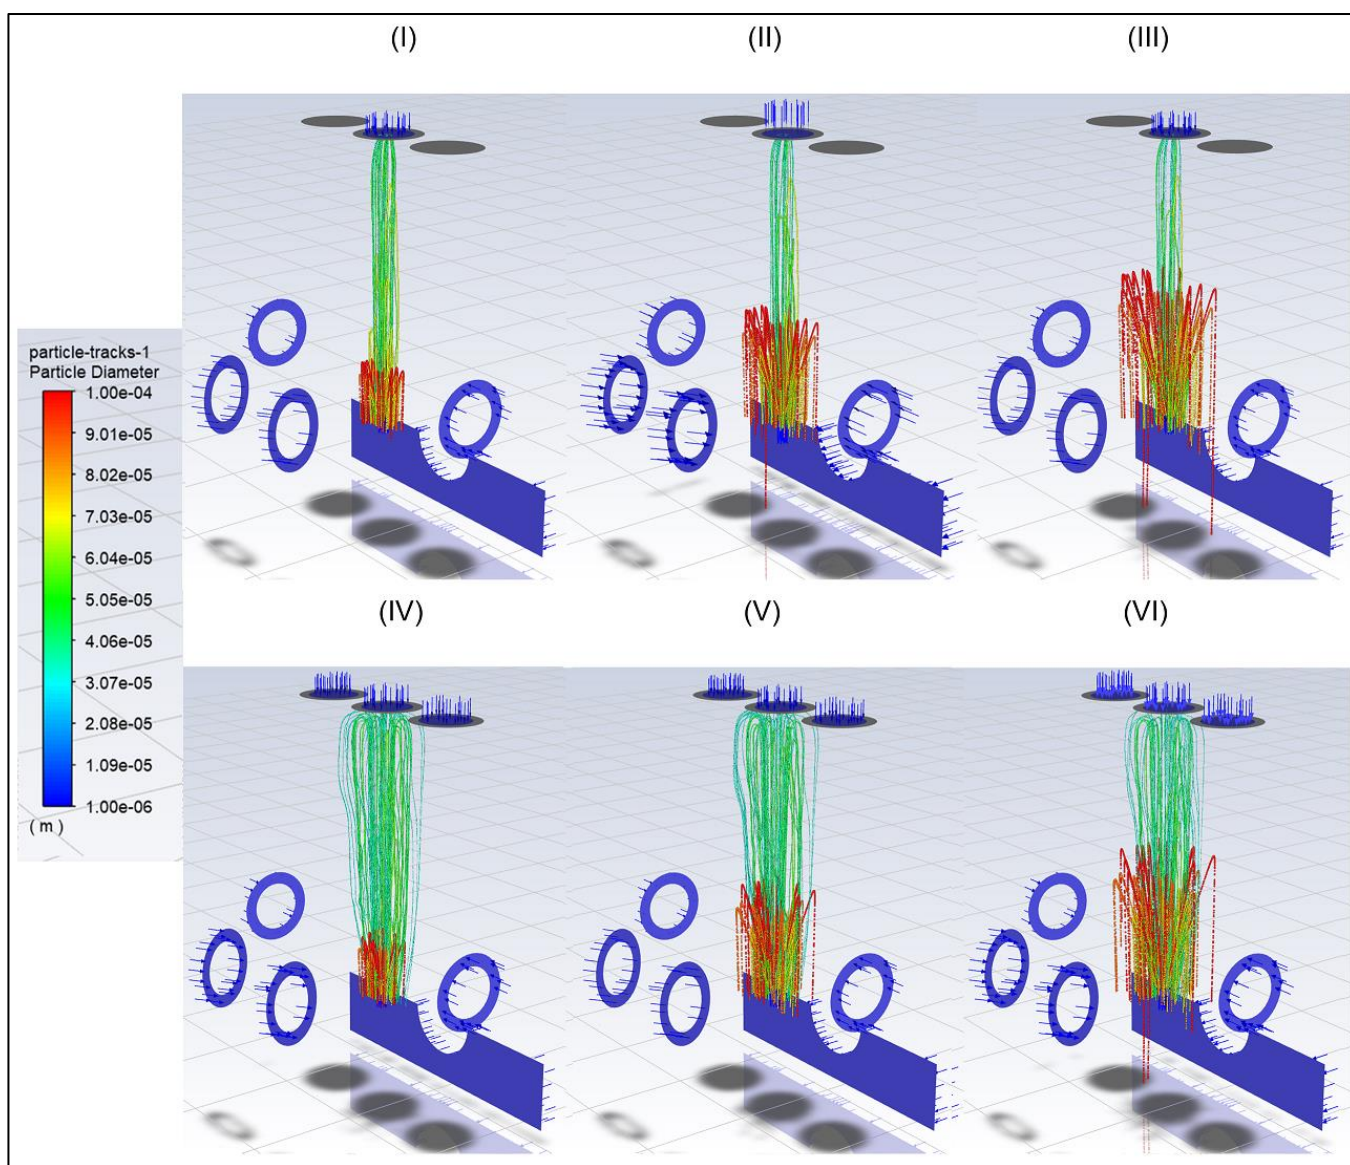 (I)
(II)
(III)
particle-tracks-1
Particle Diameter
1.00e-04
9.01e-05
8.02e-05
7.03e-05
6.04e-05
5.05e-05
4.06e-05
3.07e-05
2.08e-05
1.09e-05
1.00e-06
( m )
(IV)
(V)
(VI)